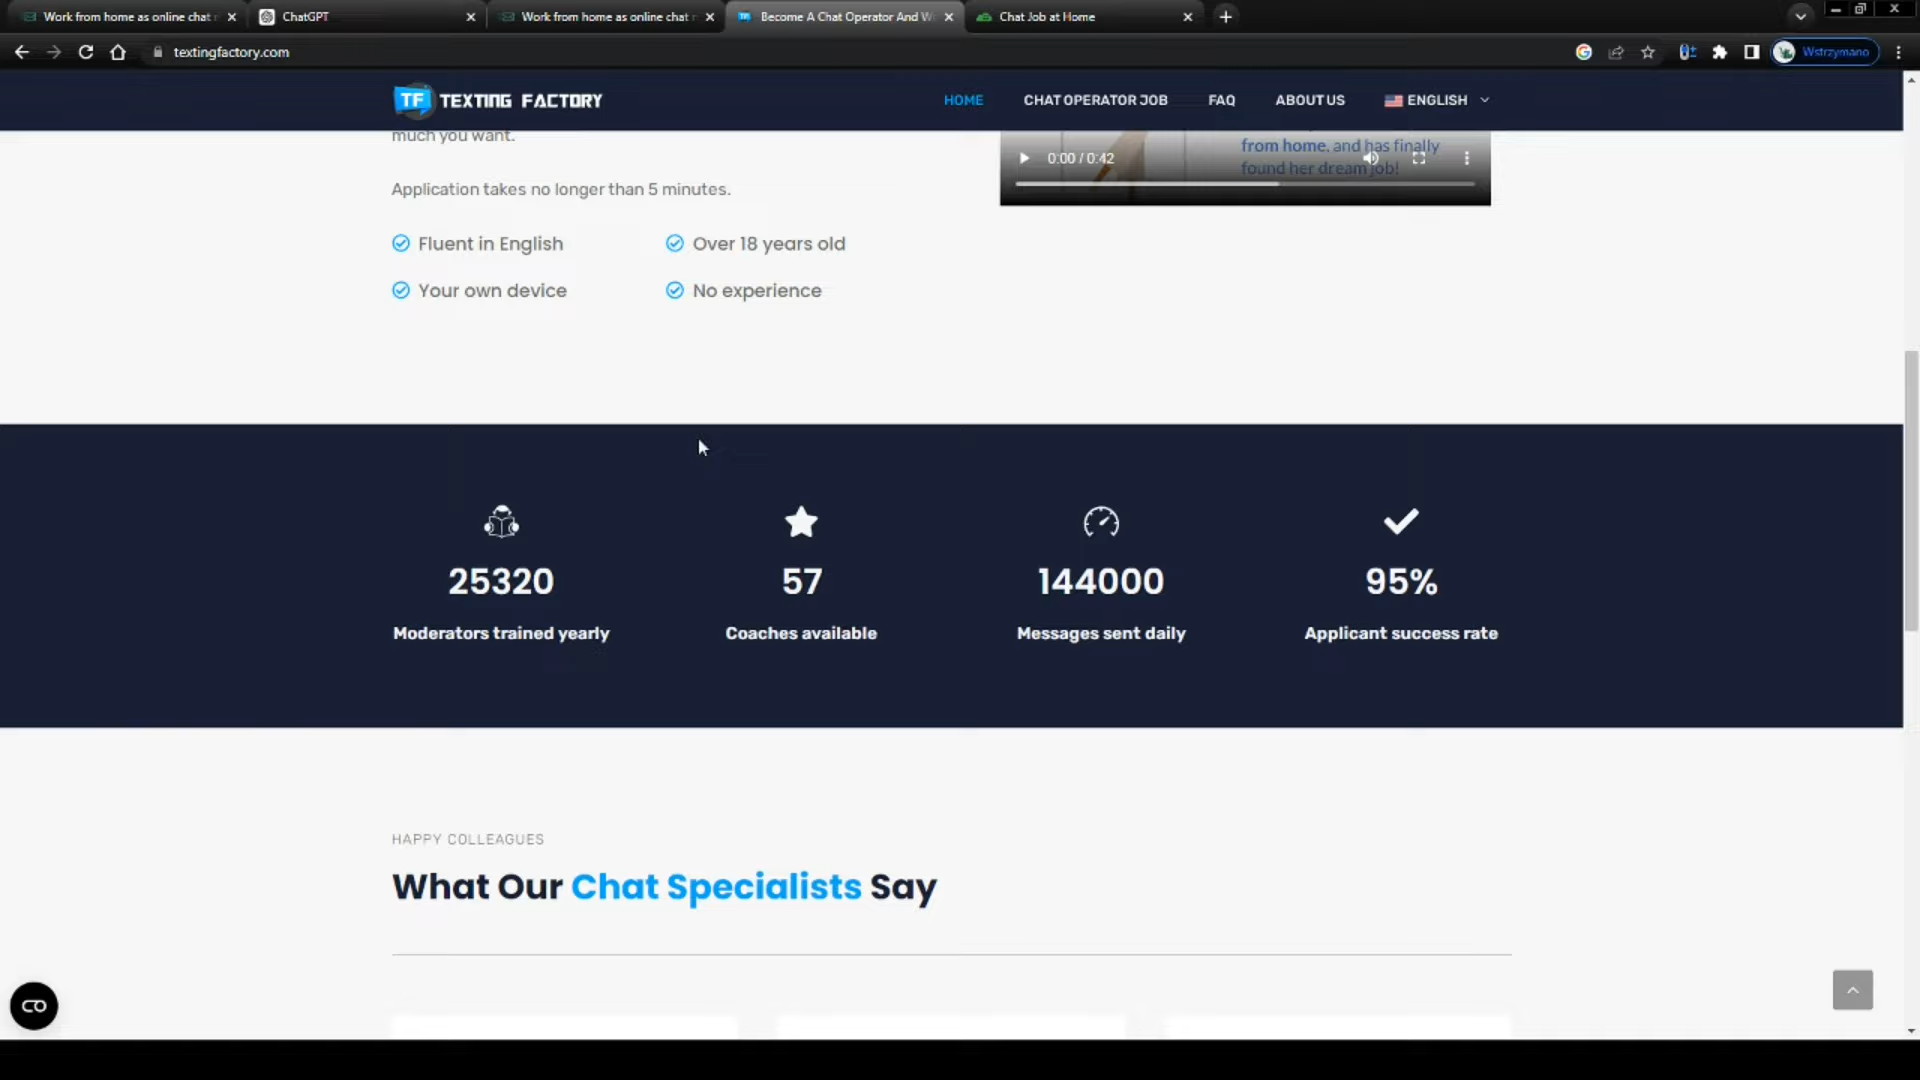 Work from home as online chat
ChatGPT
Work from home as online chat
Become A Chat Operator And W
Chat Job at Home
textingfactory.com
Wstrzymano
TF TEXTING FACTORY
HOME
CHAT OPERATOR JOB
FAQ
ABOUT US
ENGLISH
much you want.
from home, and has finally
found her dream job!
0:00 / 0:42
Application takes no longer than 5 minutes.
Fluent in English
Over 18 years old
Your own device
No experience
25320
57
144000
95%
Moderators trained yearly
Coaches available
Messages sent daily
Applicant success rate
HAPPY COLLEAGUES
What Our Chat Specialists Say